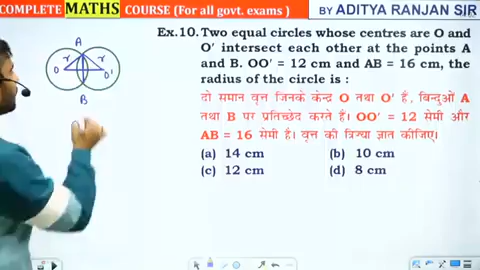 COMPLETE MATHS COURSE (For all govt. exams) BY ADITYA RANJAN SIR
Ex.10. Two equal circles whose centres are O and
O' intersect each other at the points
A and B. OO' = 12 cm and AB = 16 cm, the
radius of the circle is :
दो समान वृत्त जिनके केन्द्र O तथा O' हैं, बिन्दुओं A
तथा B पर प्रतिच्छेद करते हैं। OO' = 12 सेमी और
AB = 16 सेमी है। वृत्त की त्रिज्या ज्ञात कीजिए।
(a) 14 cm (b) 10 cm
(c) 12 cm (d) 8 cm
A
r r
O O'
B